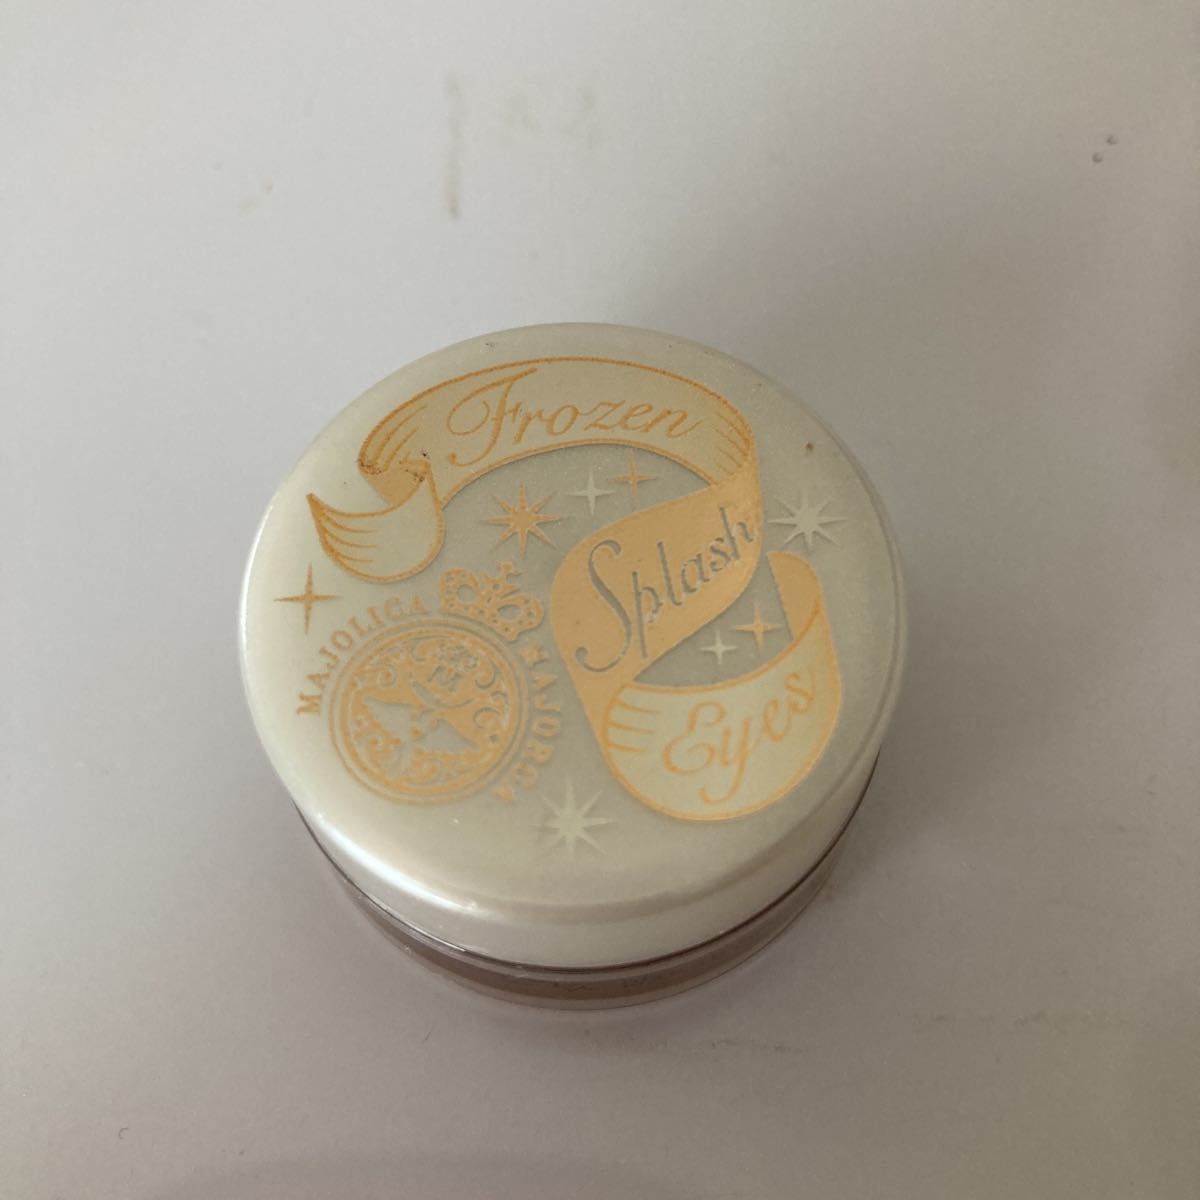 Frozen
Splash
Eyes
MAJOLICA MAJORCA
M